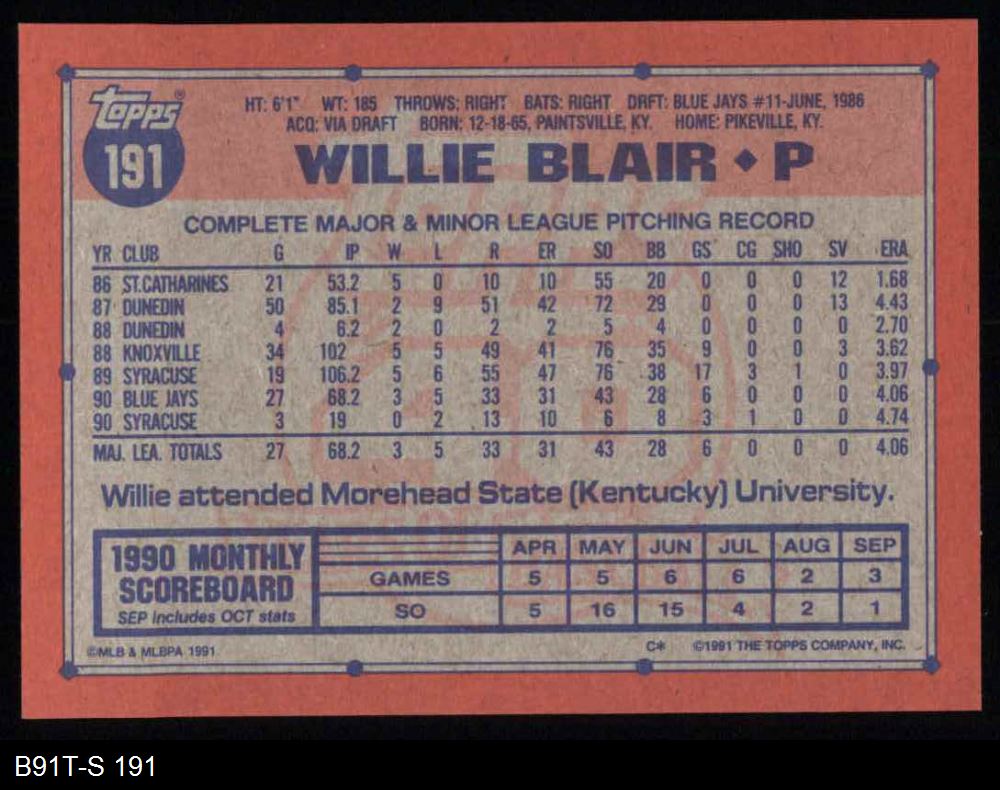 Topps®
191
HT: 6'1" WT: 185 THROWS: RIGHT BATS: RIGHT DRFT: BLUE JAYS #11-JUNE, 1986
ACQ: VIA DRAFT BORN: 12-18-65, PAINTSVILLE, KY. HOME: PIKEVILLE, KY.
WILLIE BLAIR ♦ P
COMPLETE MAJOR & MINOR LEAGUE PITCHING RECORD
YR CLUB G IP W L R ER SO BB GS CG SHO SV ERA
86 ST.CATHARINES 21 53.2 5 0 10 10 55 20 0 0 0 12 1.68
87 DUNEDIN 50 85.1 2 9 51 42 72 29 0 0 0 13 4.43
88 DUNEDIN 4 6.2 2 0 2 2 5 4 0 0 0 0 2.70
88 KNOXVILLE 34 102 5 5 49 41 76 35 9 0 0 3 3.62
89 SYRACUSE 19 106.2 5 6 55 47 76 38 17 3 1 0 3.97
90 BLUE JAYS 27 68.2 3 5 33 31 43 28 6 0 0 0 4.06
90 SYRACUSE 3 19 0 2 13 10 6 8 3 1 0 0 4.74
MAJ. LEA. TOTALS 27 68.2 3 5 33 31 43 28 6 0 0 0 4.06
Willie attended Morehead State (Kentucky) University.
1990 MONTHLY
SCOREBOARD
SEP includes OCT stats
APR MAY JUN JUL AUG SEP
GAMES 5 5 6 6 2 3
SO 5 16 15 4 2 1
©MLB & MLBPA 1991 C* ©1991 THE TOPPS COMPANY, INC.
B91T-S 191